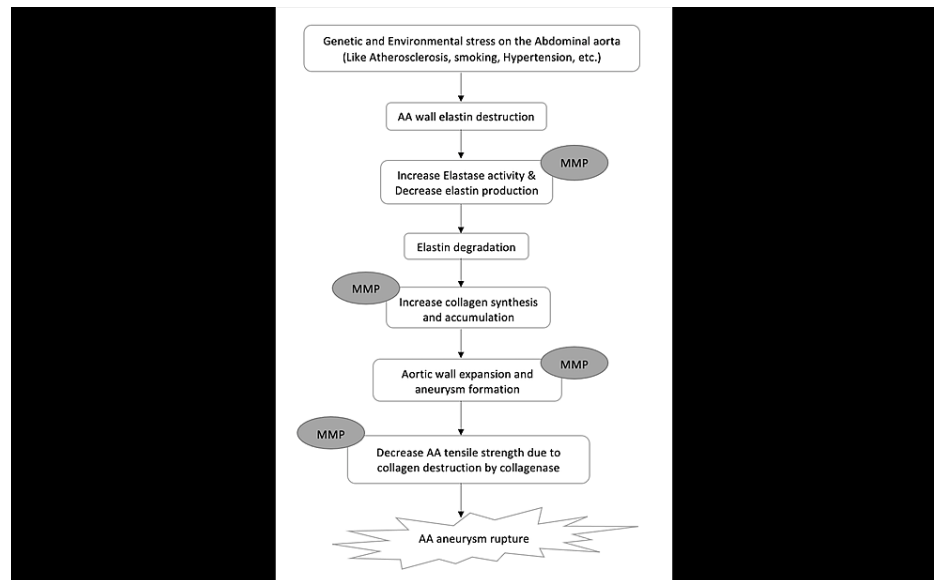 Genetic and Environmental stress on the Abdominal aorta
(Like Atherosclerosis, smoking, Hypertension, etc.)
AA wall elastin destruction
MMP
Increase Elastase activity &
Decrease elastin production
Elastin degradation
MMP
Increase collagen synthesis
and accumulation
MMP
Aortic wall expansion and
aneurysm formation
MMP
Decrease AA tensile strength due to
collagen destruction by collagenase
AA aneurysm rupture